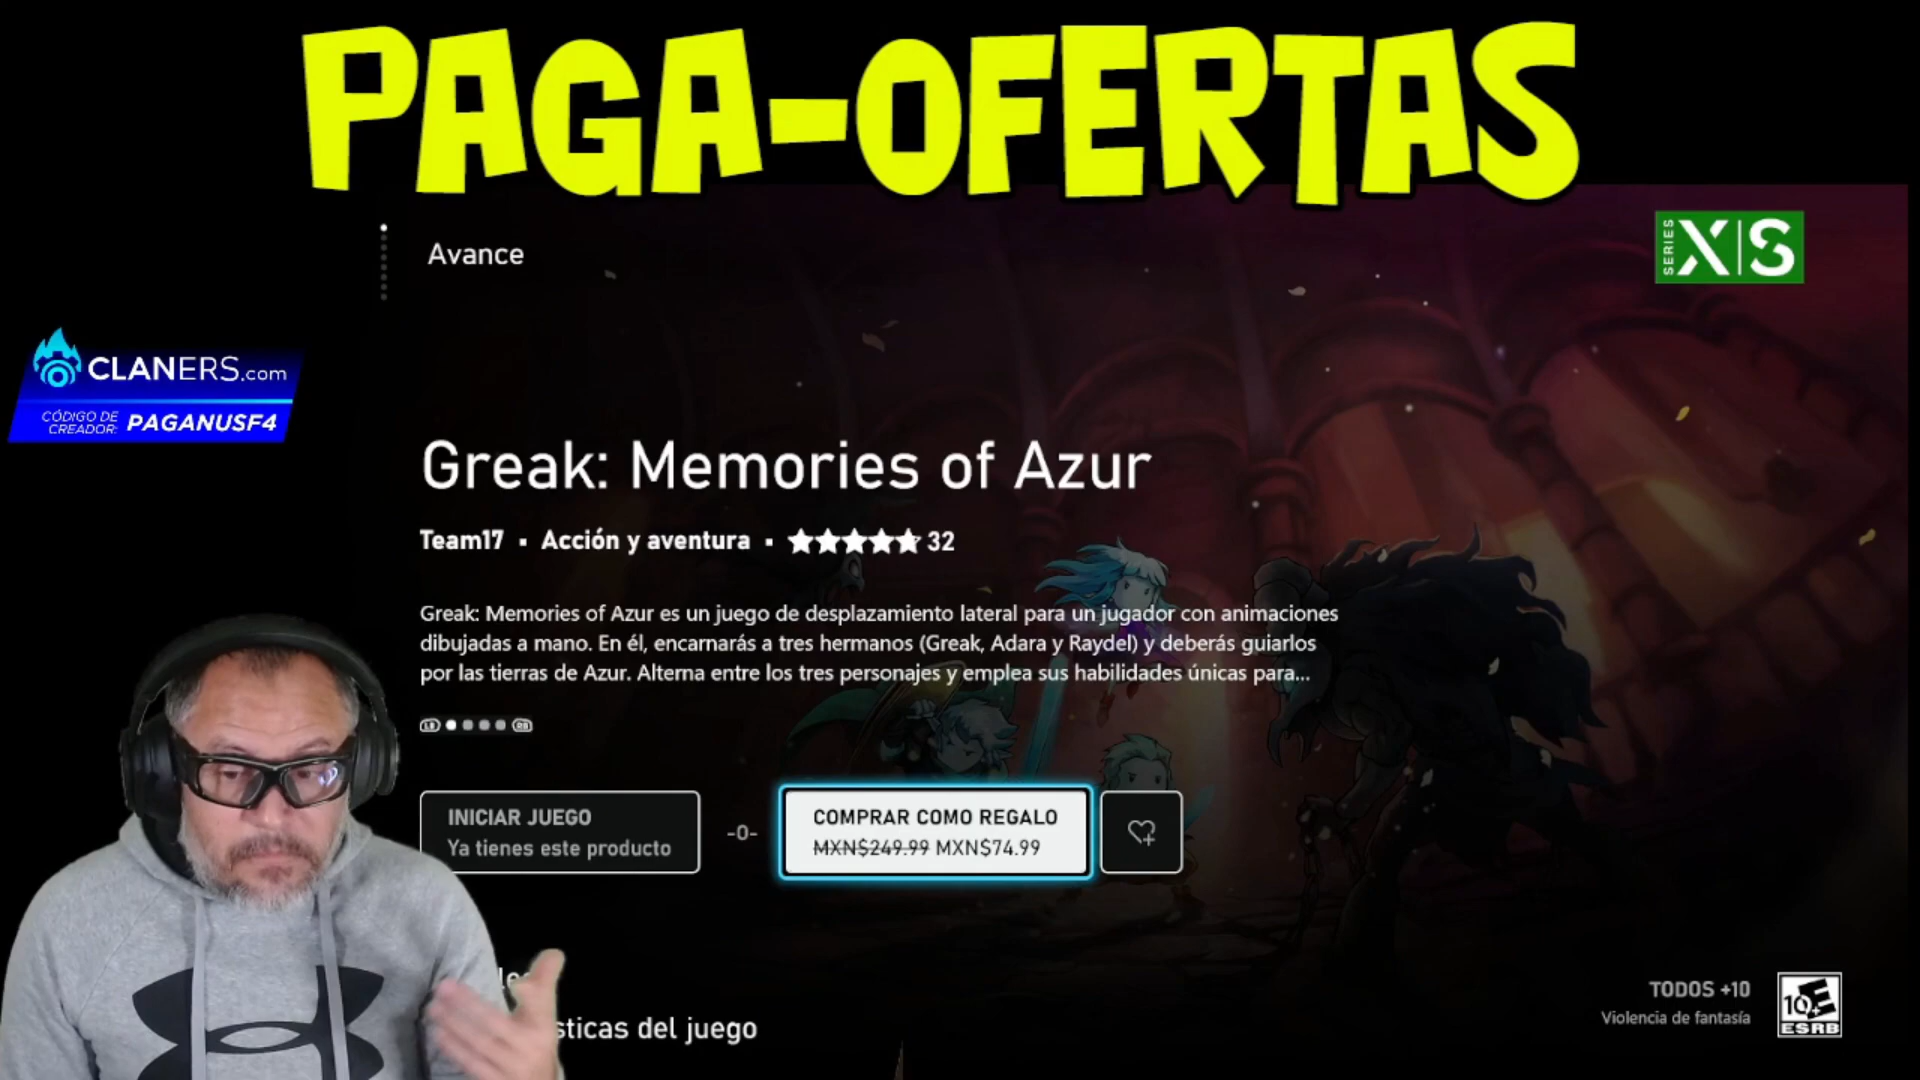 PAGA-OFERTAS
Avance
SERIES X|S
CLANERS.com
CÓDIGO DE CREADOR: PAGANUSF4
Greak: Memories of Azur
Team17 ▪ Acción y aventura ▪ 32
Greak: Memories of Azur es un juego de desplazamiento lateral para un jugador con animaciones
dibujadas a mano. En él, encarnarás a tres hermanos (Greak, Adara y Raydel) y deberás guiarlos
por las tierras de Azur. Alterna entre los tres personajes y emplea sus habilidades únicas para...
LB RB
INICIAR JUEGO
Ya tienes este producto
-0-
COMPRAR COMO REGALO
MXN$249.99 MXN$74.99
sticas del juego
TODOS +10
Violencia de fantasía
E 10+
ESRB